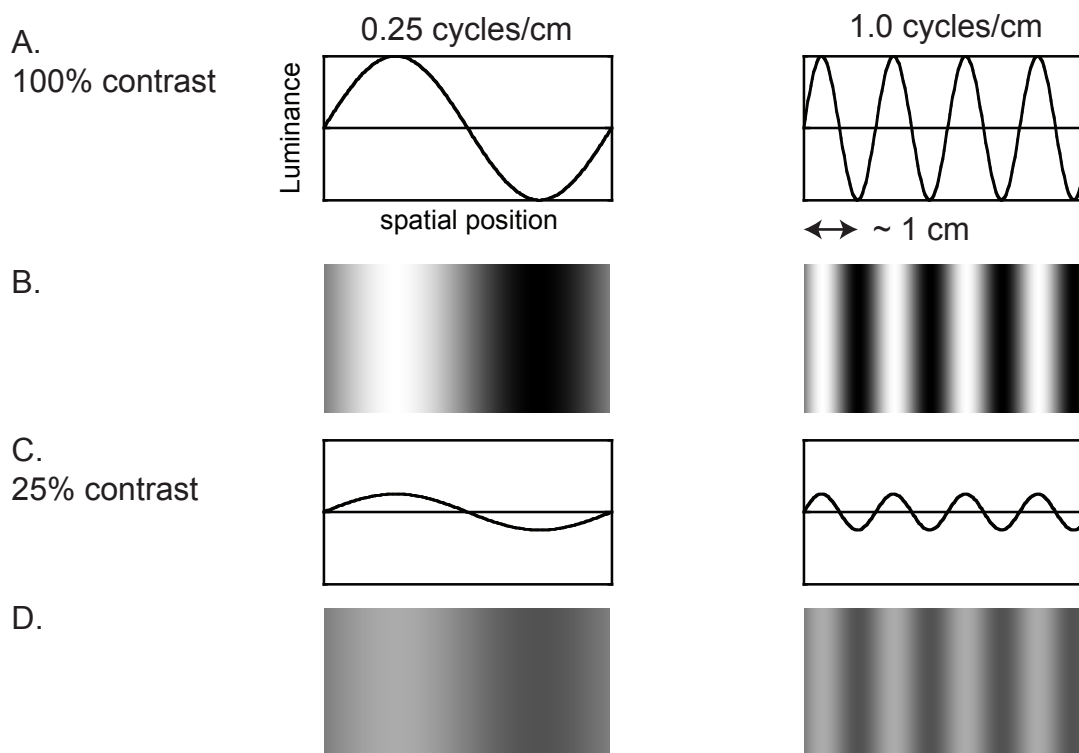 A.
100% contrast
0.25 cycles/cm
1.0 cycles/cm
Luminance
spatial position
~ 1 cm
B.
C.
25% contrast
D.